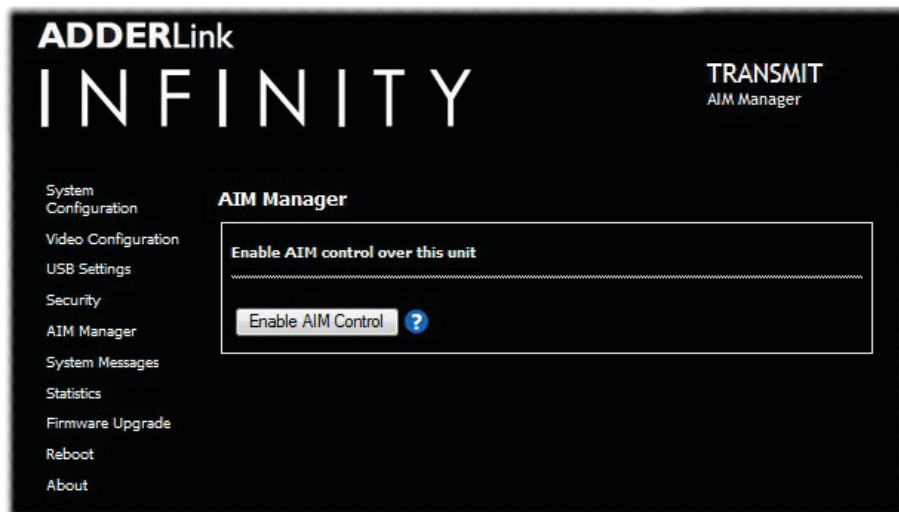 ADDERLink
INFINITY
TRANSMIT
AIM Manager
System
Configuration
Video Configuration
USB Settings
Security
AIM Manager
System Messages
Statistics
Firmware Upgrade
Reboot
About
AIM Manager
Enable AIM control over this unit
Enable AIM Control ?